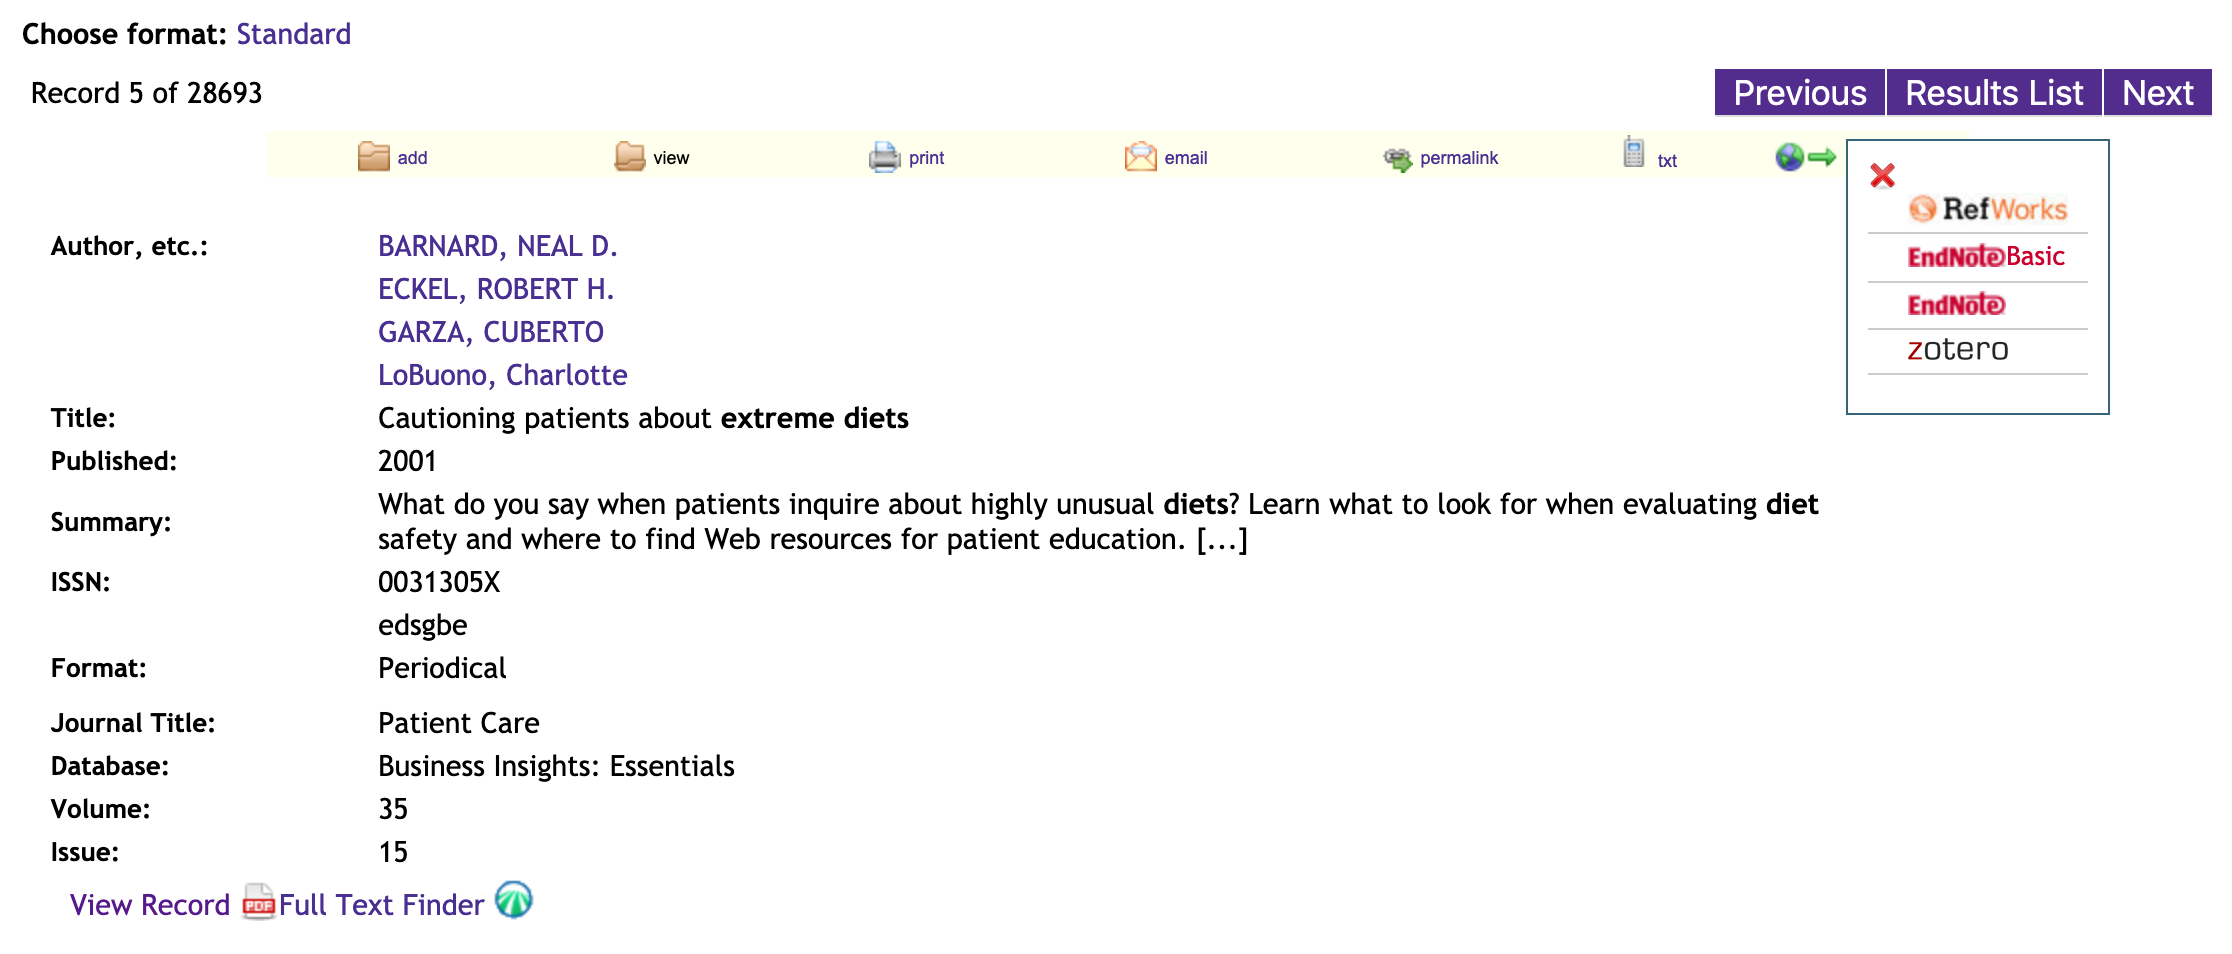 Choose format: Standard
Record 5 of 28693
Previous Results List Next
add view print email permalink txt
RefWorks
EndNote Basic
EndNote
zotero
Author, etc.: BARNARD, NEAL D.
ECKEL, ROBERT H.
GARZA, CUBERTO
LoBuono, Charlotte
Title: Cautioning patients about extreme diets
Published: 2001
Summary: What do you say when patients inquire about highly unusual diets? Learn what to look for when evaluating diet
safety and where to find Web resources for patient education. [...]
ISSN: 0031305X
edsgbe
Format: Periodical
Journal Title: Patient Care
Database: Business Insights: Essentials
Volume: 35
Issue: 15
View Record PDF Full Text Finder